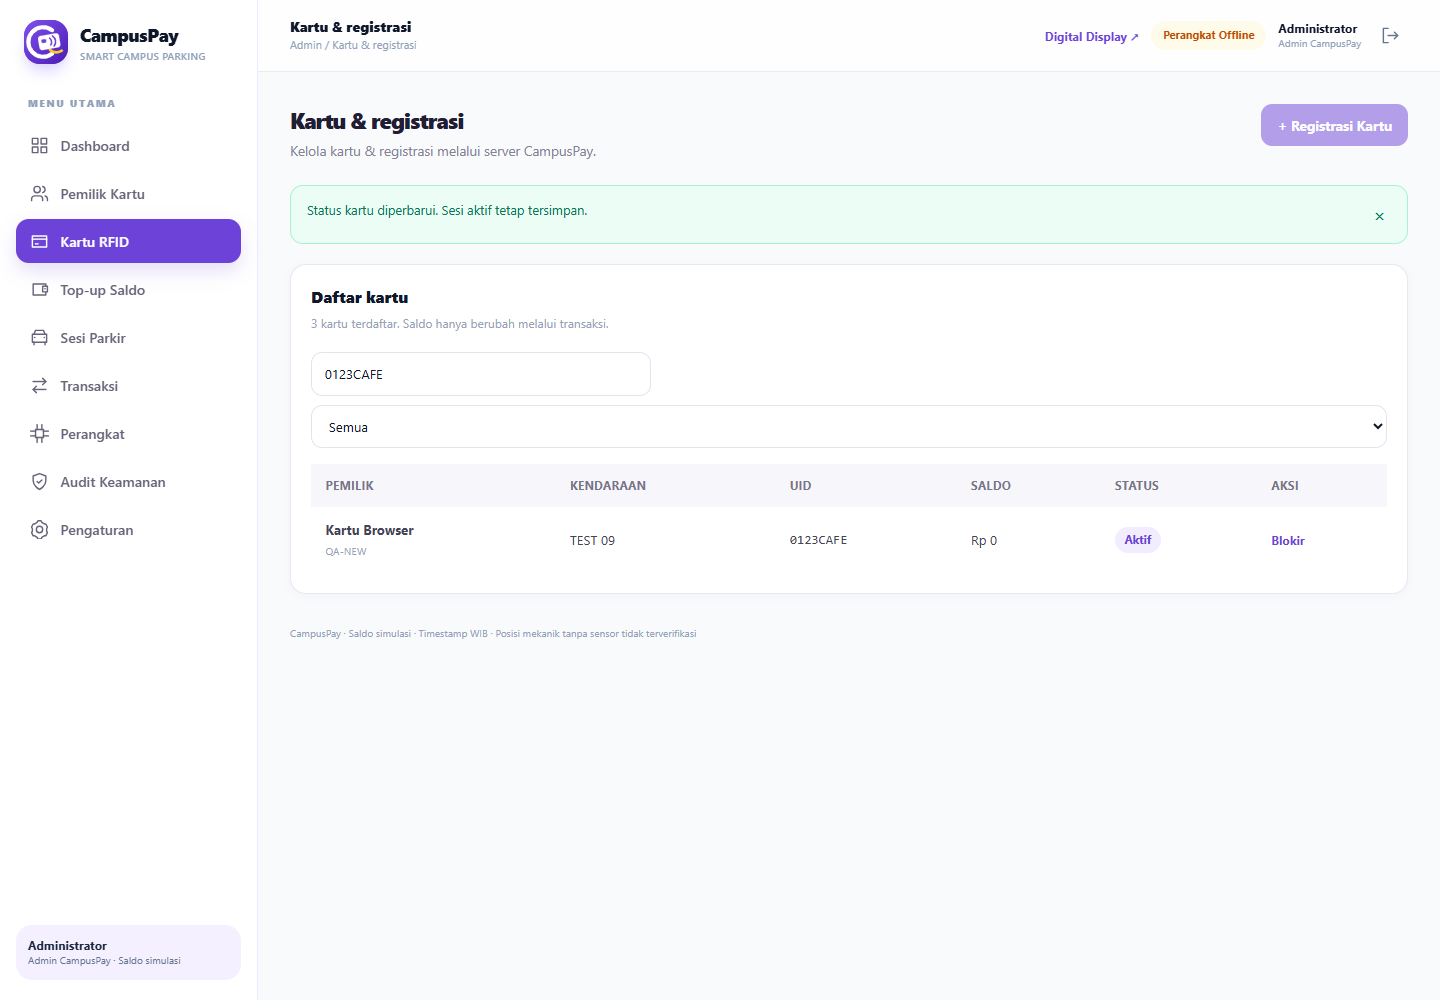 CampusPay
SMART CAMPUS PARKING
MENU UTAMA
Dashboard
Pemilik Kartu
Kartu RFID
Top-up Saldo
Sesi Parkir
Transaksi
Perangkat
Audit Keamanan
Pengaturan
Administrator
Admin CampusPay · Saldo simulasi
Kartu & registrasi
Admin / Kartu & registrasi
Digital Display ↗
Perangkat Offline
Administrator
Admin CampusPay
Kartu & registrasi
Kelola kartu & registrasi melalui server CampusPay.
+ Registrasi Kartu
Status kartu diperbarui. Sesi aktif tetap tersimpan.
×
Daftar kartu
3 kartu terdaftar. Saldo hanya berubah melalui transaksi.
0123CAFE
Semua
PEMILIK KENDARAAN UID SALDO STATUS AKSI
Kartu Browser
QA-NEW
TEST 09 0123CAFE Rp 0 Aktif Blokir
CampusPay · Saldo simulasi · Timestamp WIB · Posisi mekanik tanpa sensor tidak terverifikasi